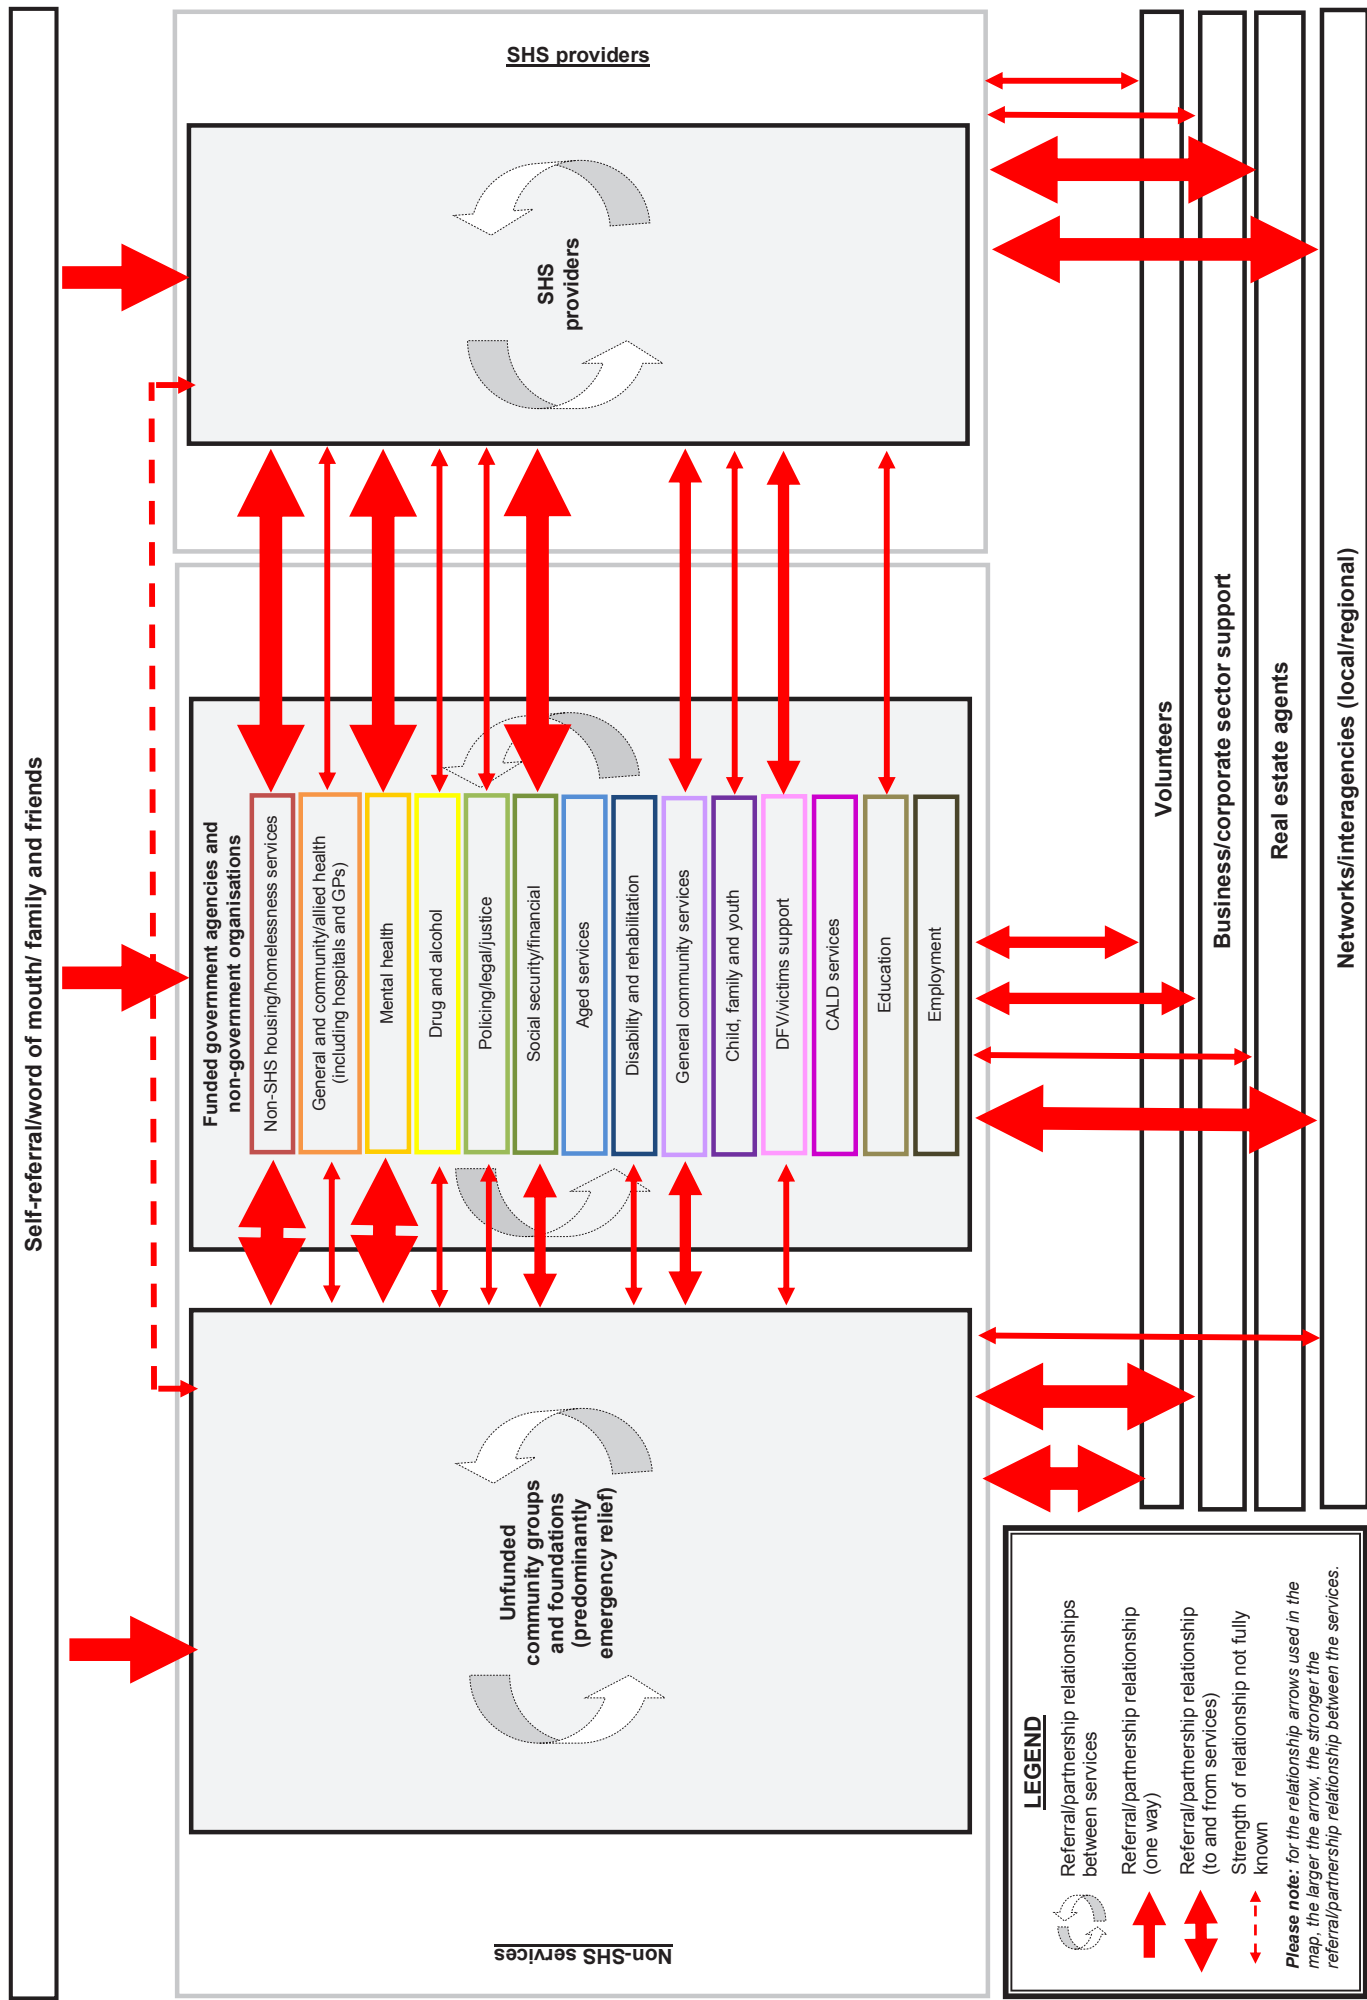 Self-referral/word of mouth/ family and friends
Non-SHS services
SHS providers
Unfunded
community groups
and foundations
(predominantly
emergency relief)
Funded government agencies and
non-government organisations
Non-SHS housing/homelessness services
General and community/allied health
(including hospitals and GPs)
Mental health
Drug and alcohol
Policing/legal/justice
Social security/financial
Aged services
Disability and rehabilitation
General community services
Child, family and youth
DFV/victims support
CALD services
Education
Employment
SHS
providers
Volunteers
Business/corporate sector support
Real estate agents
Networks/interagencies (local/regional)
LEGEND
Referral/partnership relationships
between services
Referral/partnership relationship
(one way)
Referral/partnership relationship
(to and from services)
Strength of relationship not fully
known
Please note: for the relationship arrows used in the
map, the larger the arrow, the stronger the
referral/partnership relationship between the services.